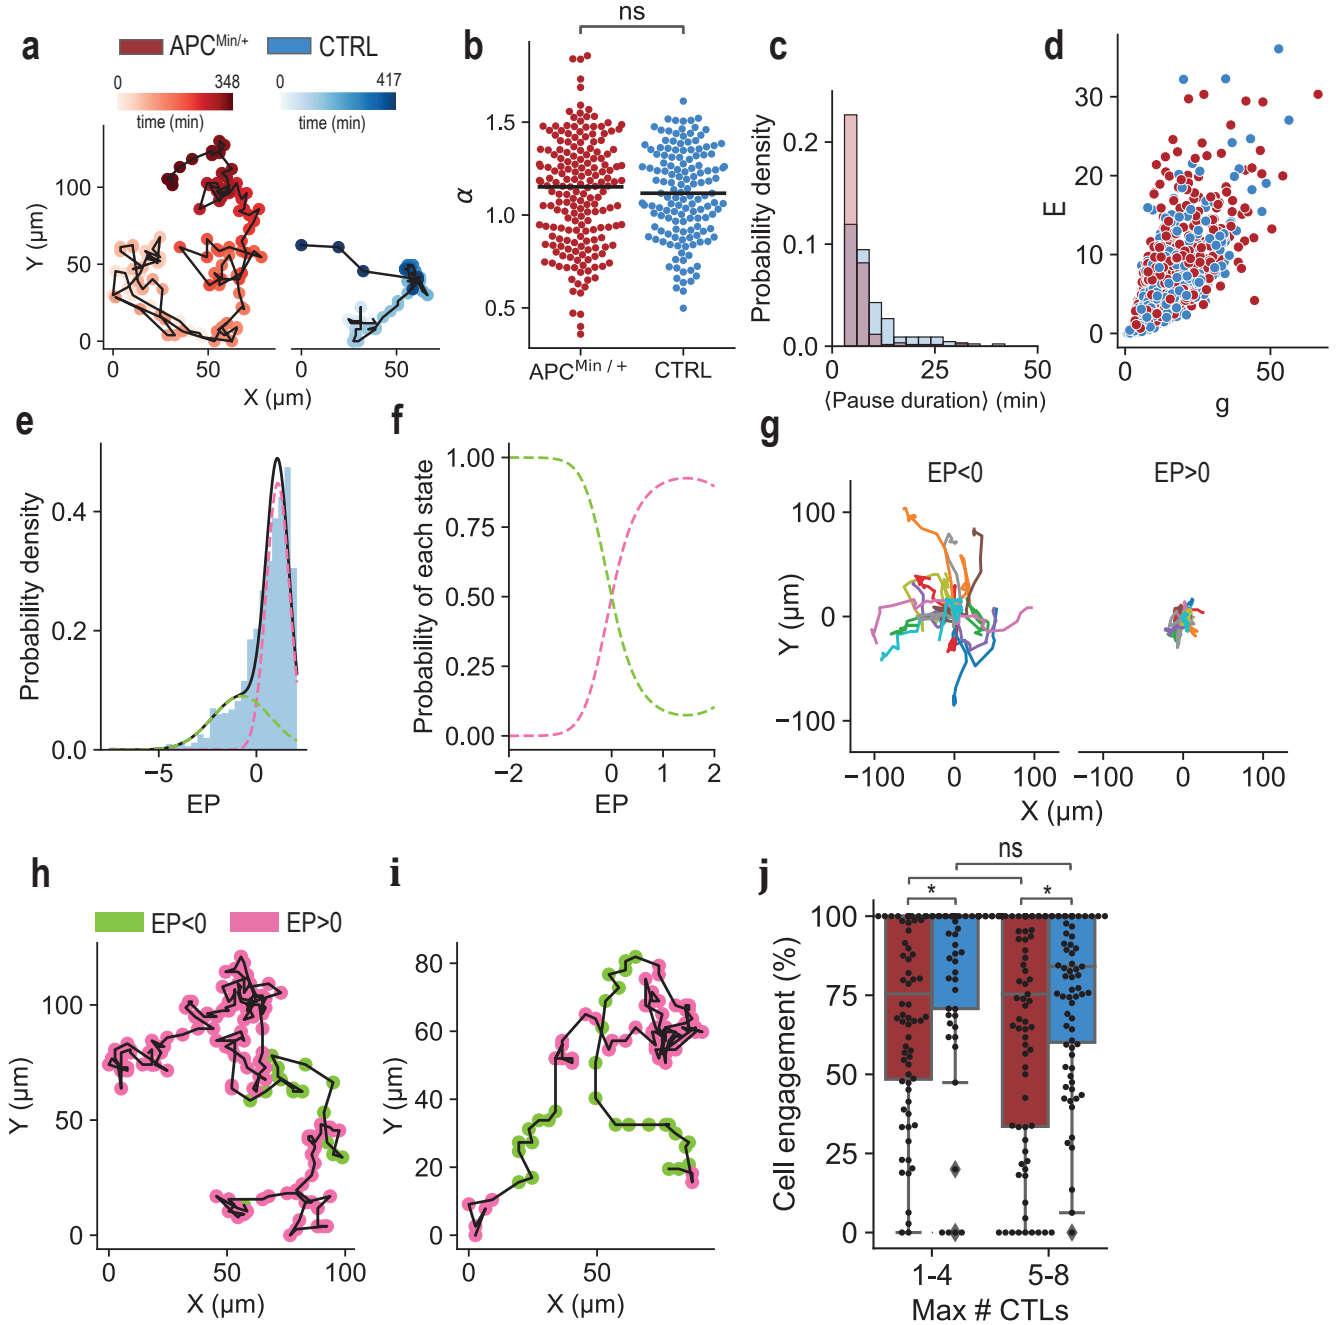 a
APC^Min/+
CTRL
0
348
time (min)
0
417
time (min)
Y (μm)
100
50
0
0
50
0
50
X (μm)
b
ns
α
1.5
1.0
0.5
APC^Min/+
CTRL
c
Probability density
0.2
0.1
0.0
0
25
50
⟨Pause duration⟩ (min)
d
E
30
20
10
0
0
50
g
e
Probability density
0.4
0.2
0.0
−5
0
EP
f
Probability of each state
1.00
0.75
0.50
0.25
0.00
−2
0
2
EP
g
EP<0
EP>0
Y (μm)
100
0
−100
−100
0
100
−100
0
100
X (μm)
h
EP<0
EP>0
Y (μm)
100
50
0
0
50
100
X (μm)
i
Y (μm)
80
60
40
20
0
0
50
X (μm)
j
ns
*
*
Cell engagement (%)
100
75
50
25
0
1-4
5-8
Max # CTLs